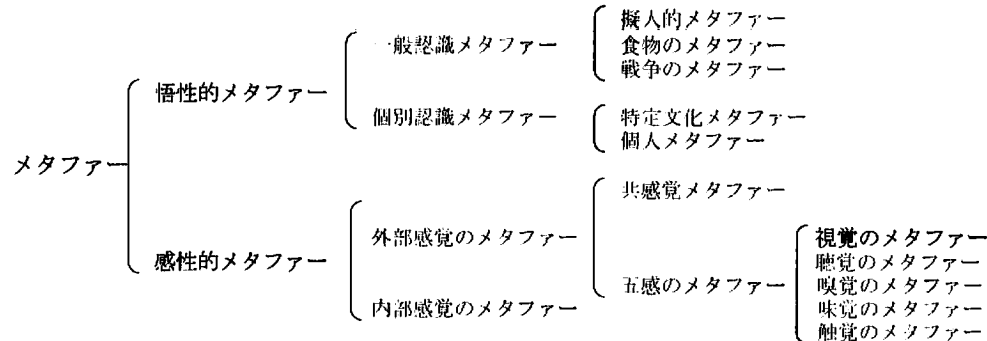 メタファー
悟性的メタファー
一般認識メタファー
擬人的メタファー
食物のメタファー
戦争のメタファー
個別認識メタファー
特定文化メタファー
個人メタファー
感性的メタファー
外部感覚のメタファー
共感覚メタファー
五感のメタファー
視覚のメタファー
聴覚のメタファー
嗅覚のメタファー
味覚のメタファー
触覚のメタファー
内部感覚のメタファー